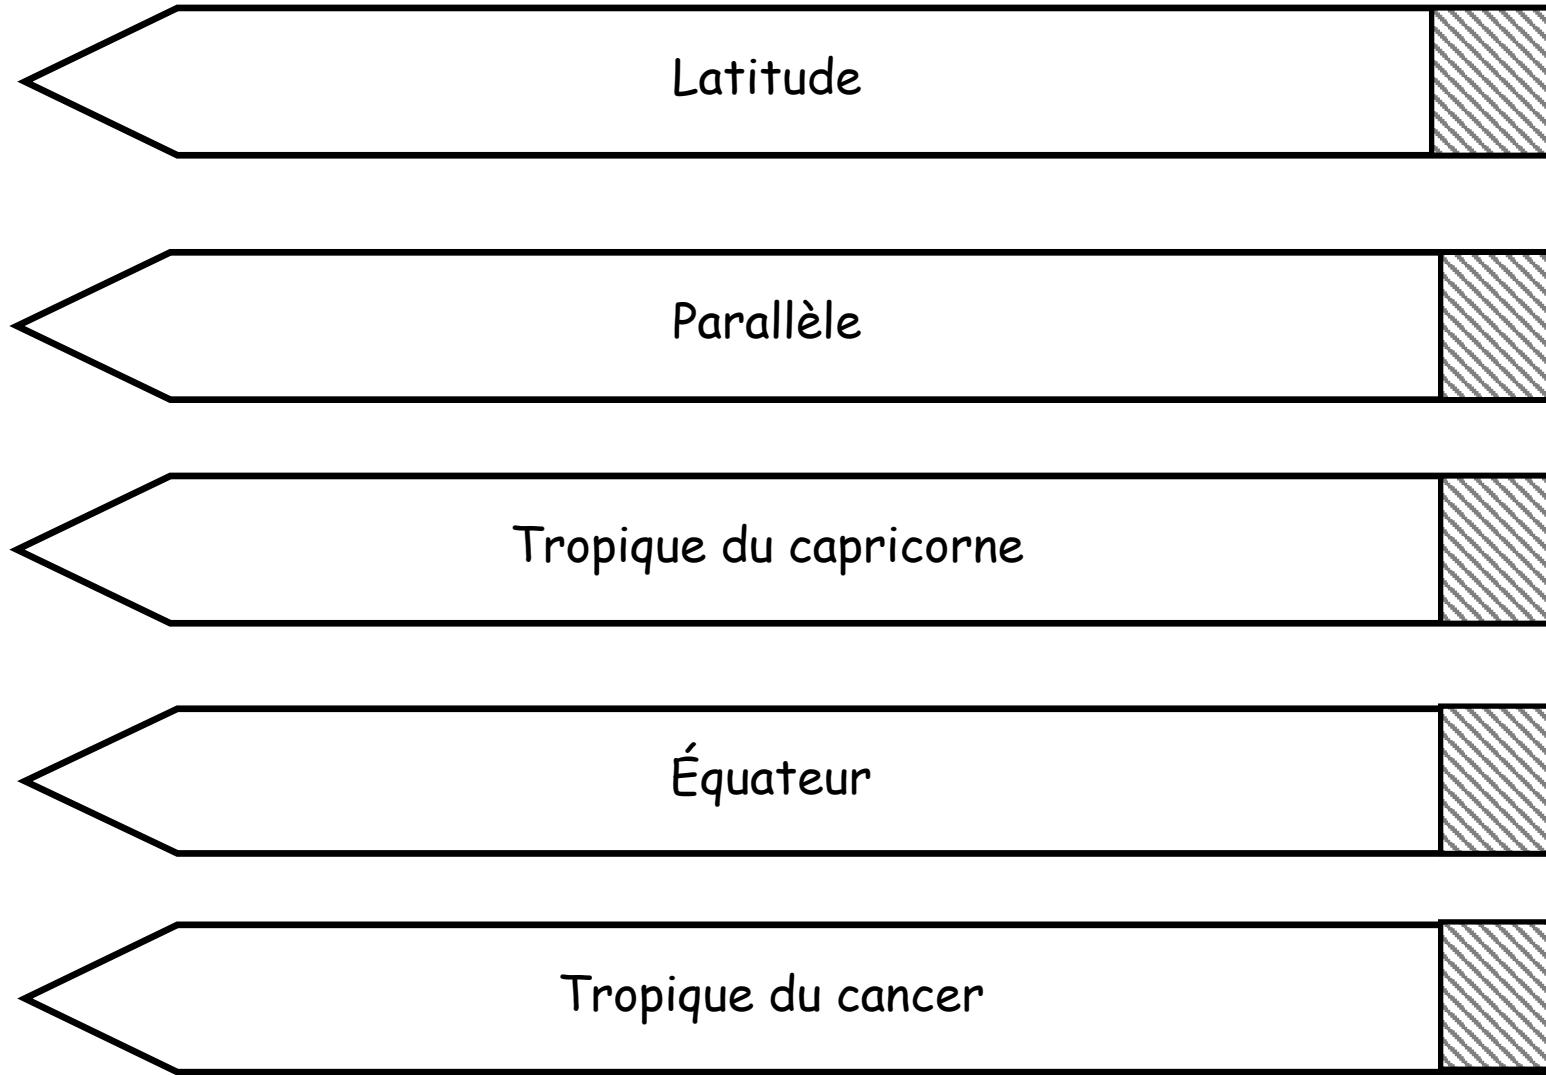 Latitude
Parallèle
Tropique du capricorne
Équateur
Tropique du cancer